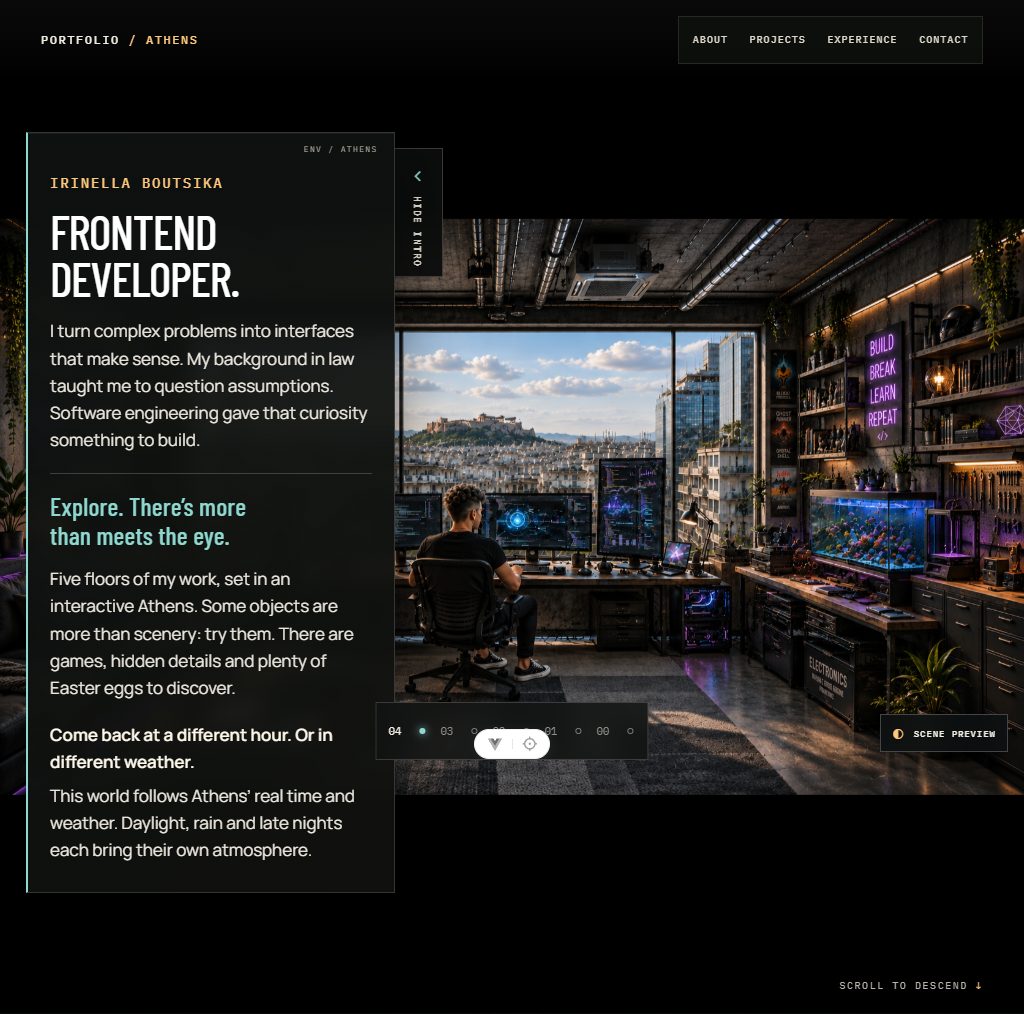 PORTFOLIO / ATHENS
ABOUT PROJECTS EXPERIENCE CONTACT
ENV / ATHENS
IRINELLA BOUTSIKA
FRONTEND
DEVELOPER.
I turn complex problems into interfaces
that make sense. My background in law
taught me to question assumptions.
Software engineering gave that curiosity
something to build.
Explore. There’s more
than meets the eye.
Five floors of my work, set in an
interactive Athens. Some objects are
more than scenery: try them. There are
games, hidden details and plenty of
Easter eggs to discover.
Come back at a different hour. Or in
different weather.
This world follows Athens’ real time and
weather. Daylight, rain and late nights
each bring their own atmosphere.
HIDE INTRO
BUILD
BREAK
LEARN
REPEAT
</>
ELECTRONICS
04 03 01 00
SCENE PREVIEW
SCROLL TO DESCEND ↓